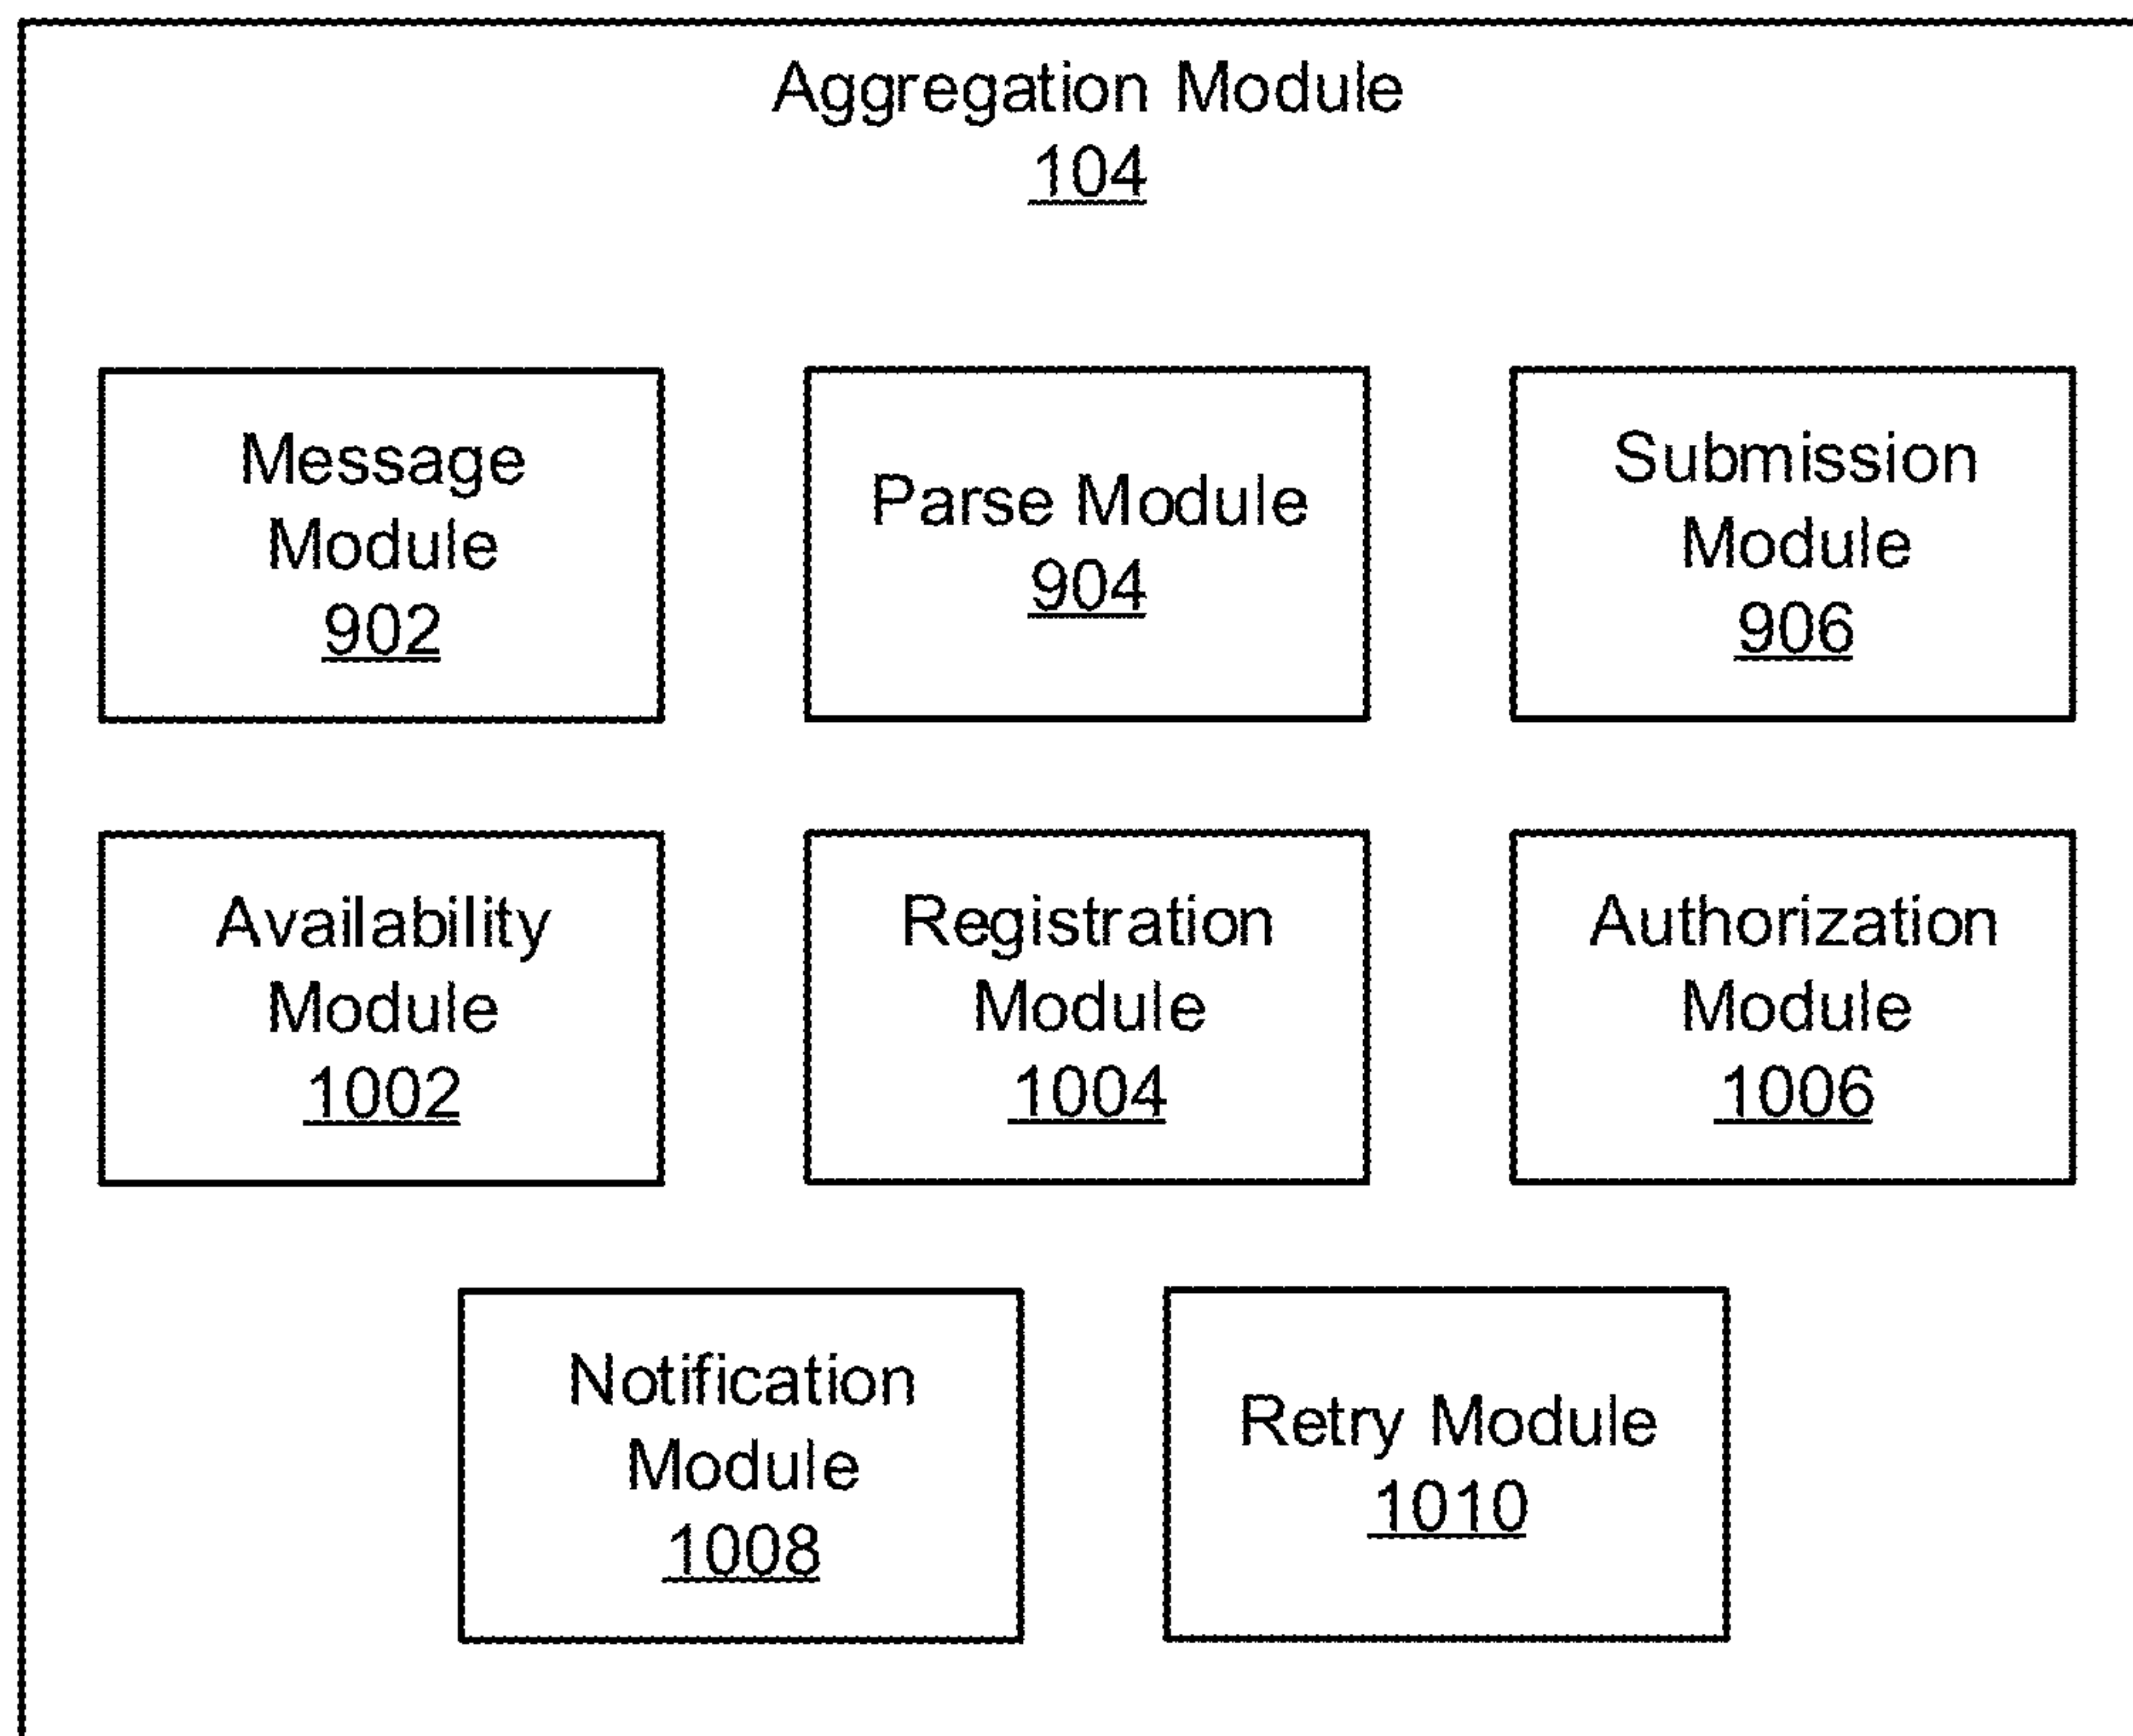 Aggregation Module
104
Message
Module
902
Parse Module
904
Submission
Module
906
Availability
Module
1002
Registration
Module
1004
Authorization
Module
1006
Notification
Module
1008
Retry Module
1010